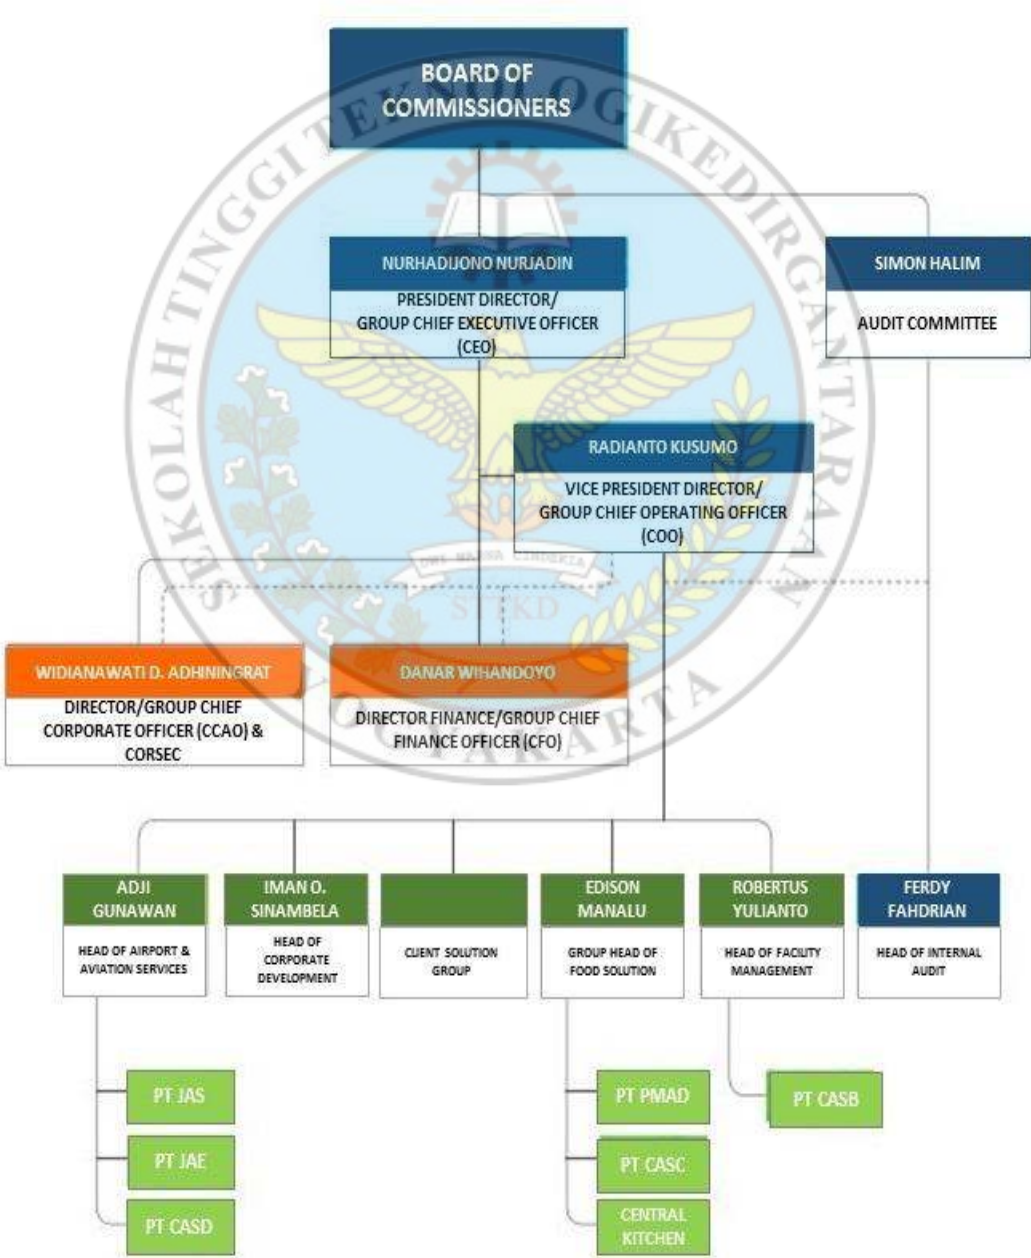 BOARD OF
COMMISSIONERS
SEKOLAH TINGGI TEKNOLOGI KEDIRGANTARAAN
NURHADIJONO NURJADIN
PRESIDENT DIRECTOR/
GROUP CHIEF EXECUTIVE OFFICER
(CEO)
SIMON HALIM
AUDIT COMMITTEE
RADIANTO KUSUMO
VICE PRESIDENT DIRECTOR/
GROUP CHIEF OPERATING OFFICER
(COO)
STTKD
YOGYAKARTA
WIDIANAWATI D. ADHININGRAT
DIRECTOR/GROUP CHIEF
CORPORATE OFFICER (CCAO) &
CORSEC
DANAR WIHANDOYO
DIRECTOR FINANCE/GROUP CHIEF
FINANCE OFFICER (CFO)
ADJI
GUNAWAN
HEAD OF AIRPORT &
AVIATION SERVICES
IMAN O.
SINAMBELA
HEAD OF
CORPORATE
DEVELOPMENT
CLIENT SOLUTION
GROUP
EDISON
MANALU
GROUP HEAD OF
FOOD SOLUTION
ROBERTUS
YULIANTO
HEAD OF FACILITY
MANAGEMENT
FERDY
FAHDRIAN
HEAD OF INTERNAL
AUDIT
PT JAS
PT JAE
PT CASD
PT PMAD
PT CASC
CENTRAL
KITCHEN
PT CASB